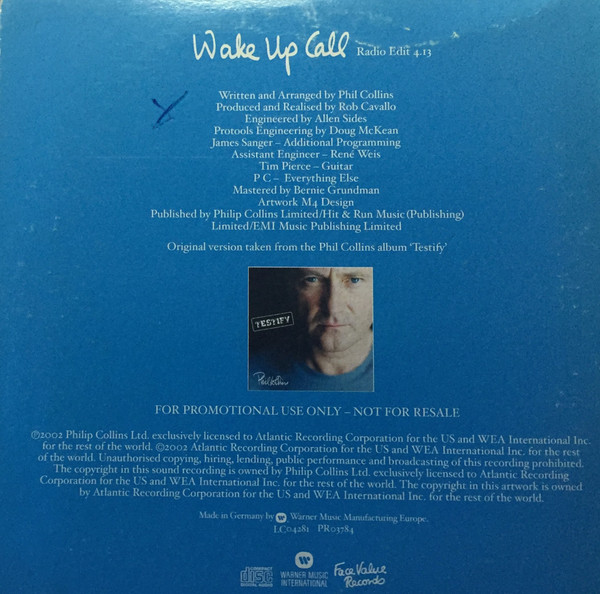 Wake Up Call Radio Edit 4.13
Written and Arranged by Phil Collins
Produced and Realised by Rob Cavallo
Engineered by Allen Sides
Protools Engineering by Doug McKean
James Sanger – Additional Programming
Assistant Engineer – René Weis
Tim Pierce – Guitar
P C – Everything Else
Mastered by Bernie Grundman
Artwork M4 Design
Published by Philip Collins Limited/Hit & Run Music (Publishing)
Limited/EMI Music Publishing Limited
Original version taken from the Phil Collins album 'Testify'
TESTIFY
Phil Collins
FOR PROMOTIONAL USE ONLY – NOT FOR RESALE
℗2002 Philip Collins Ltd. exclusively licensed to Atlantic Recording Corporation for the US and WEA International Inc.
for the rest of the world. ©2002 Atlantic Recording Corporation for the US and WEA International Inc. for the rest
of the world. Unauthorised copying, hiring, lending, public performance and broadcasting of this recording prohibited.
The copyright in this sound recording is owned by Philip Collins Ltd. exclusively licensed to Atlantic Recording
Corporation for the US and WEA International Inc. for the rest of the world. The copyright in this artwork is owned
by Atlantic Recording Corporation for the US and WEA International Inc. for the rest of the world.
Made in Germany by Warner Music Manufacturing Europe.
LC04281 PR03784
COMPACT disc DIGITAL AUDIO
WARNER MUSIC INTERNATIONAL
Face Value Records